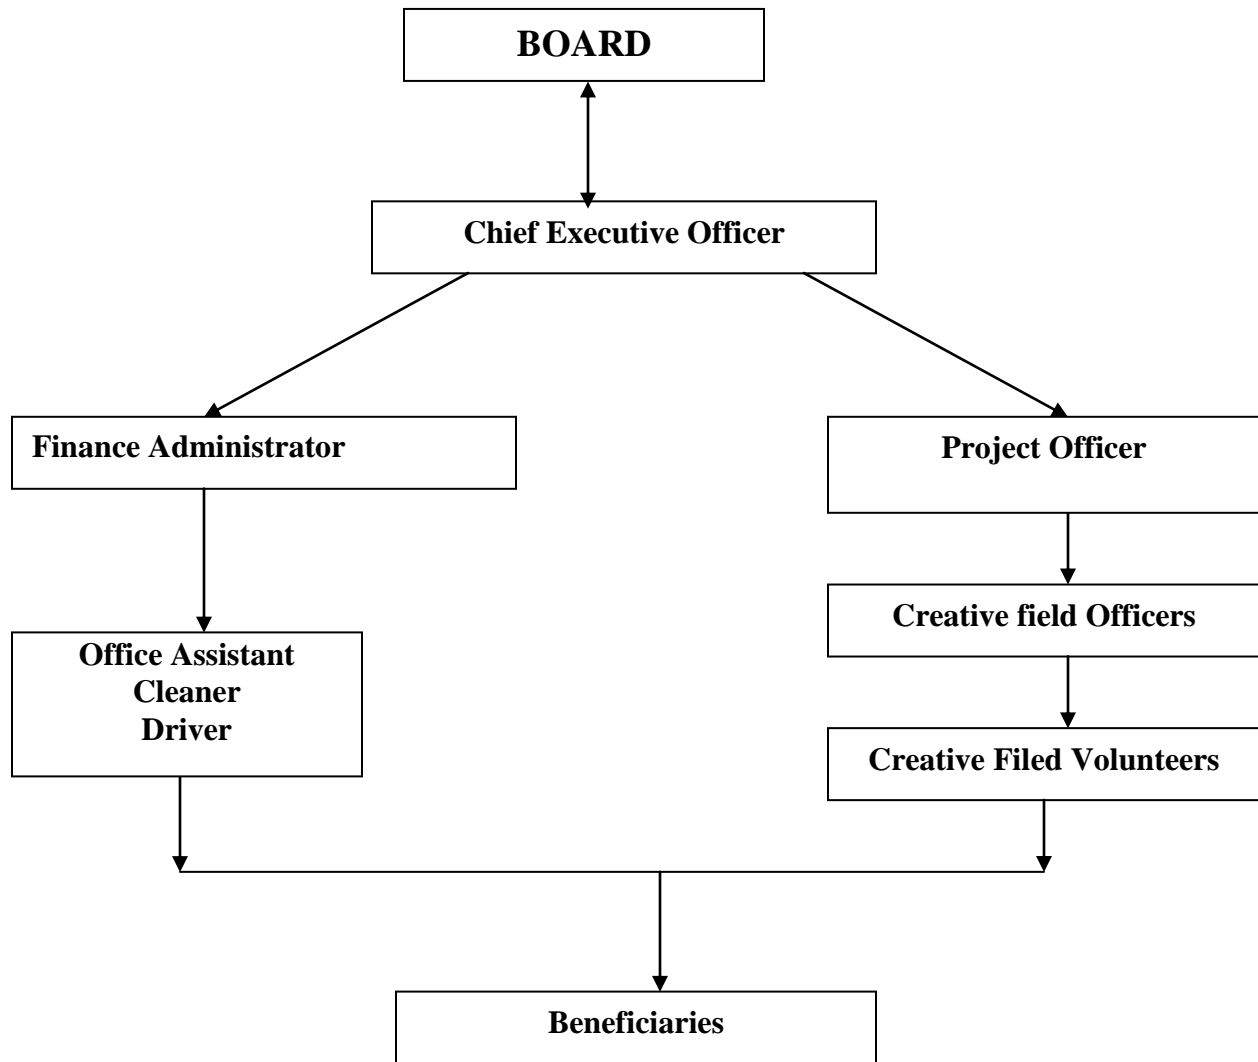 BOARD
Chief Executive Officer
Finance Administrator
Project Officer
Creative field Officers
Office Assistant
Cleaner
Driver
Creative Filed Volunteers
Beneficiaries